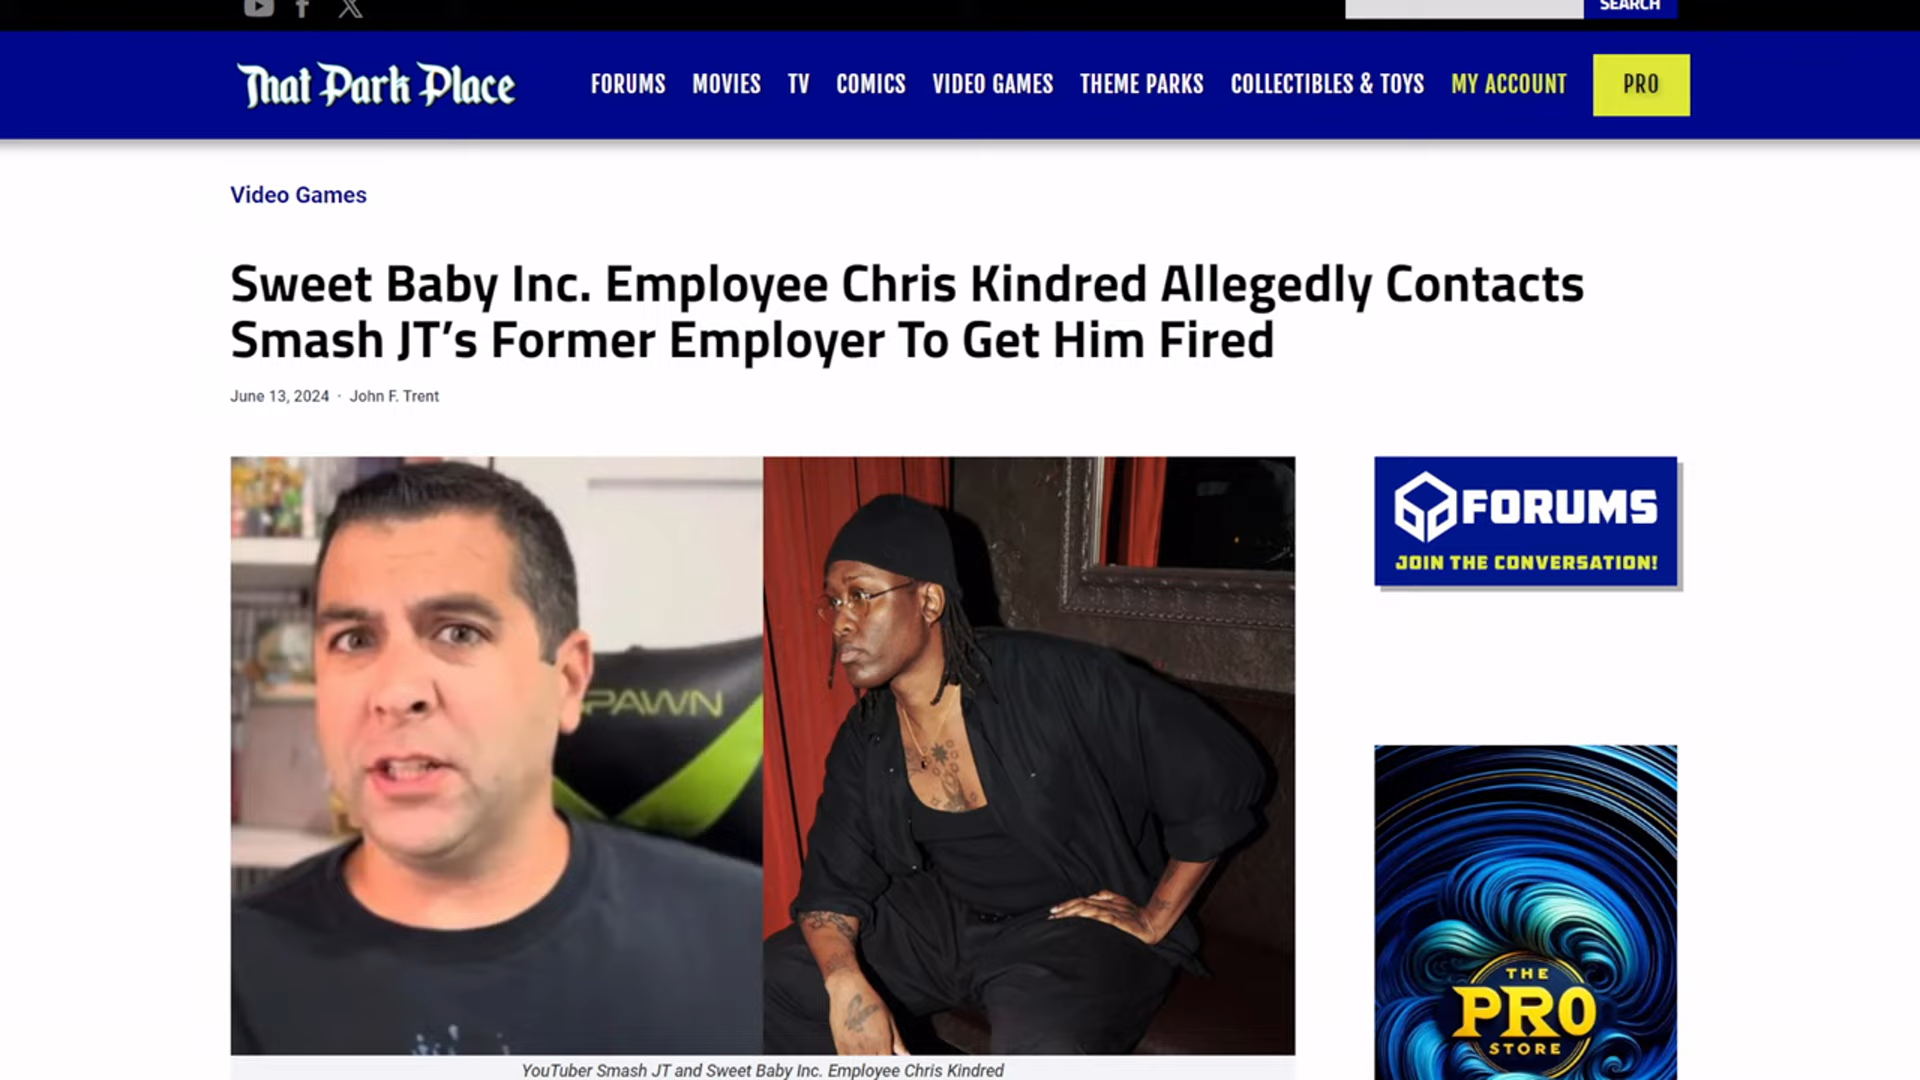 SEARCH
That Park Place
FORUMS MOVIES TV COMICS VIDEO GAMES THEME PARKS COLLECTIBLES & TOYS MY ACCOUNT PRO
Video Games
Sweet Baby Inc. Employee Chris Kindred Allegedly Contacts
Smash JT’s Former Employer To Get Him Fired
June 13, 2024 · John F. Trent
PAWN
FORUMS
JOIN THE CONVERSATION!
THE
PRO
STORE
YouTuber Smash JT and Sweet Baby Inc. Employee Chris Kindred